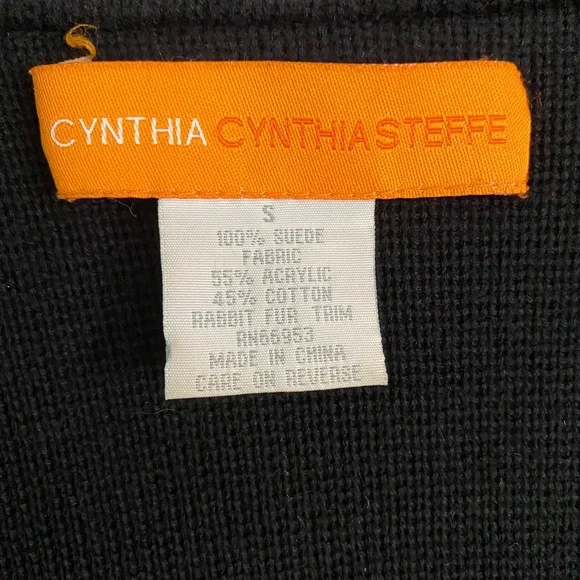 CYNTHIA CYNTHIA STEFFE
S
100% SUEDE
FABRIC
55% ACRYLIC
45% COTTON
RABBIT FUR TRIM
RN66953
MADE IN CHINA
CARE ON REVERSE